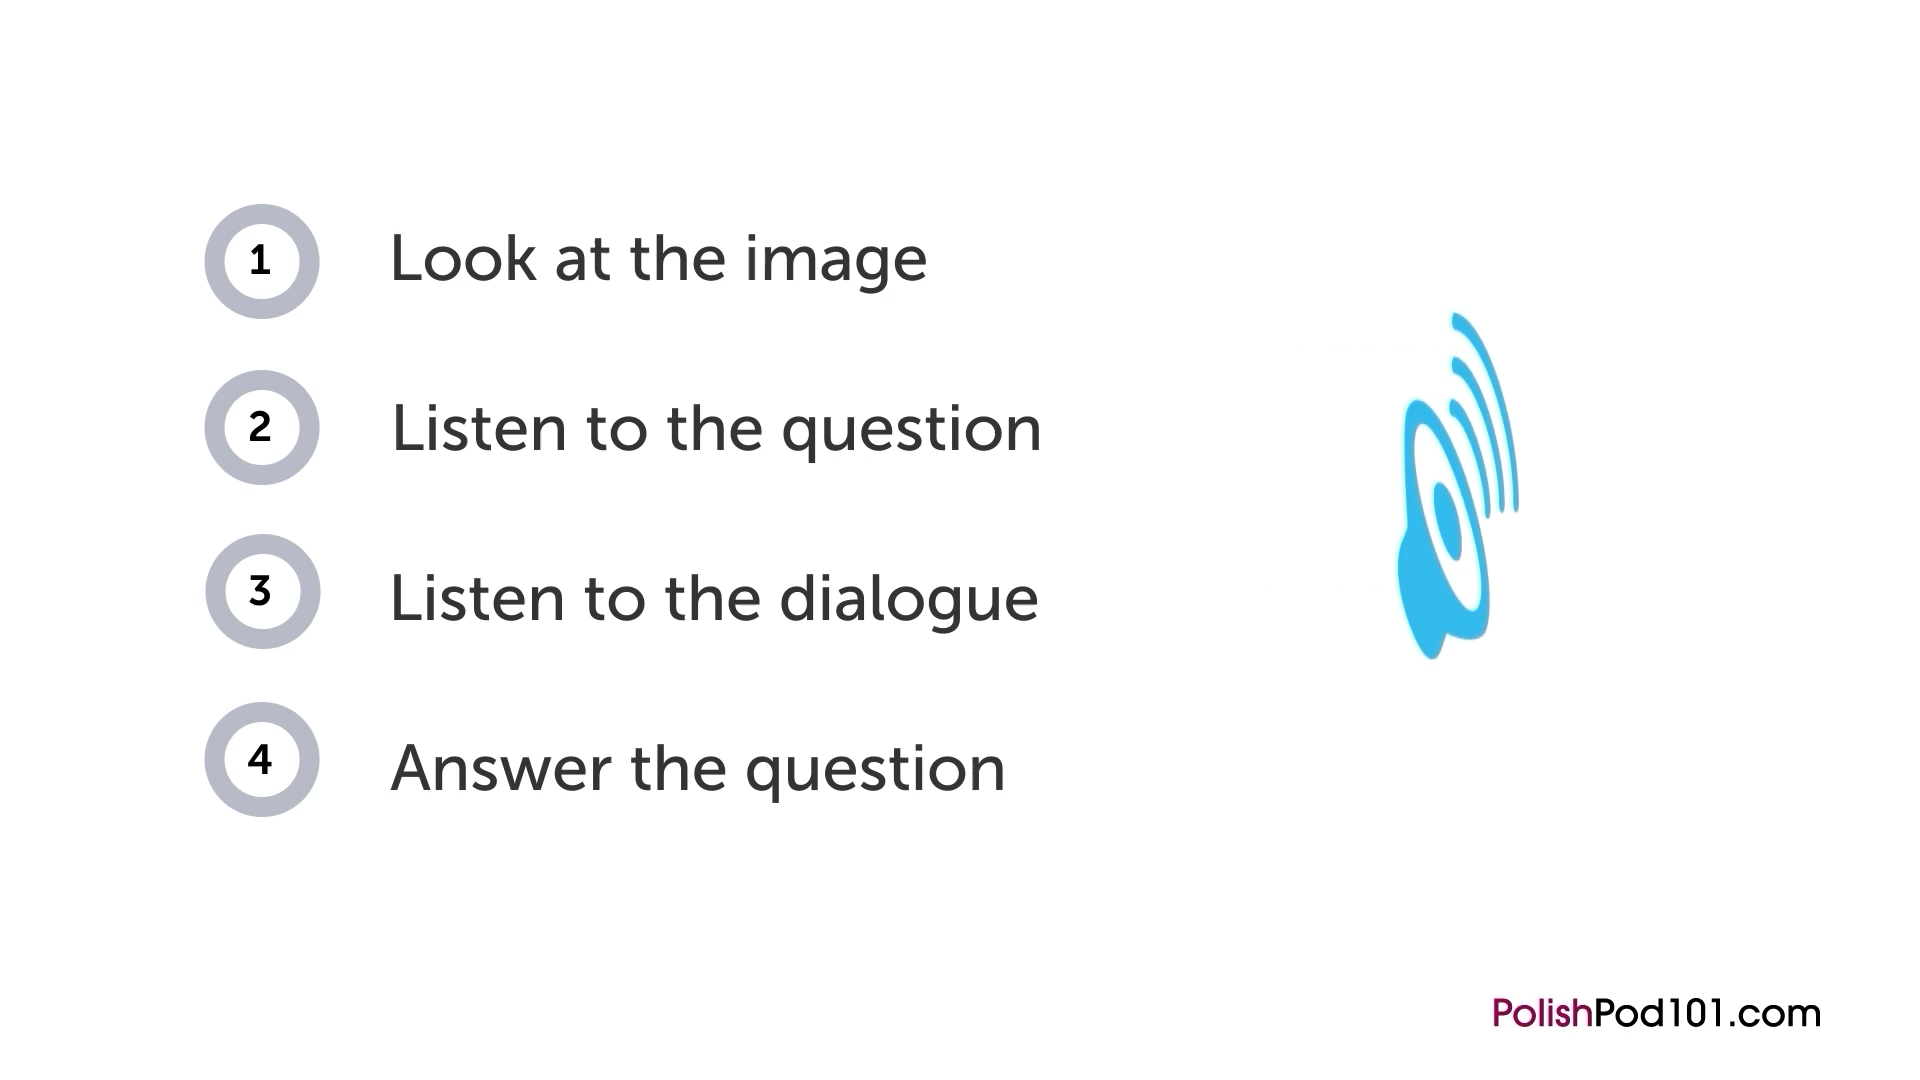 1 Look at the image
2 Listen to the question
3 Listen to the dialogue
4 Answer the question
PolishPod101.com